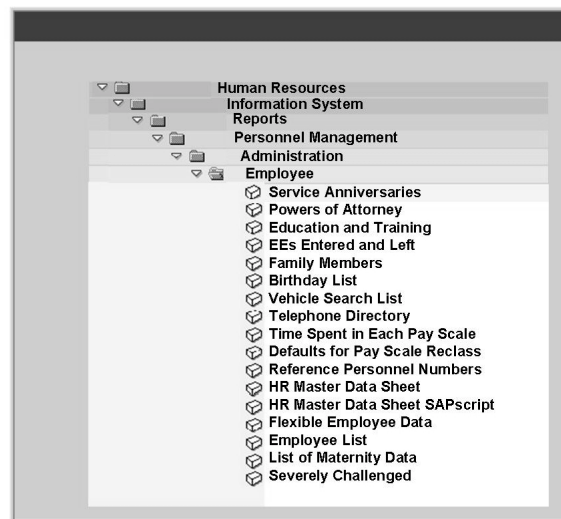 Human Resources
Information System
Reports
Personnel Management
Administration
Employee
Service Anniversaries
Powers of Attorney
Education and Training
EEs Entered and Left
Family Members
Birthday List
Vehicle Search List
Telephone Directory
Time Spent in Each Pay Scale
Defaults for Pay Scale Reclass
Reference Personnel Numbers
HR Master Data Sheet
HR Master Data Sheet SAPscript
Flexible Employee Data
Employee List
List of Maternity Data
Severely Challenged